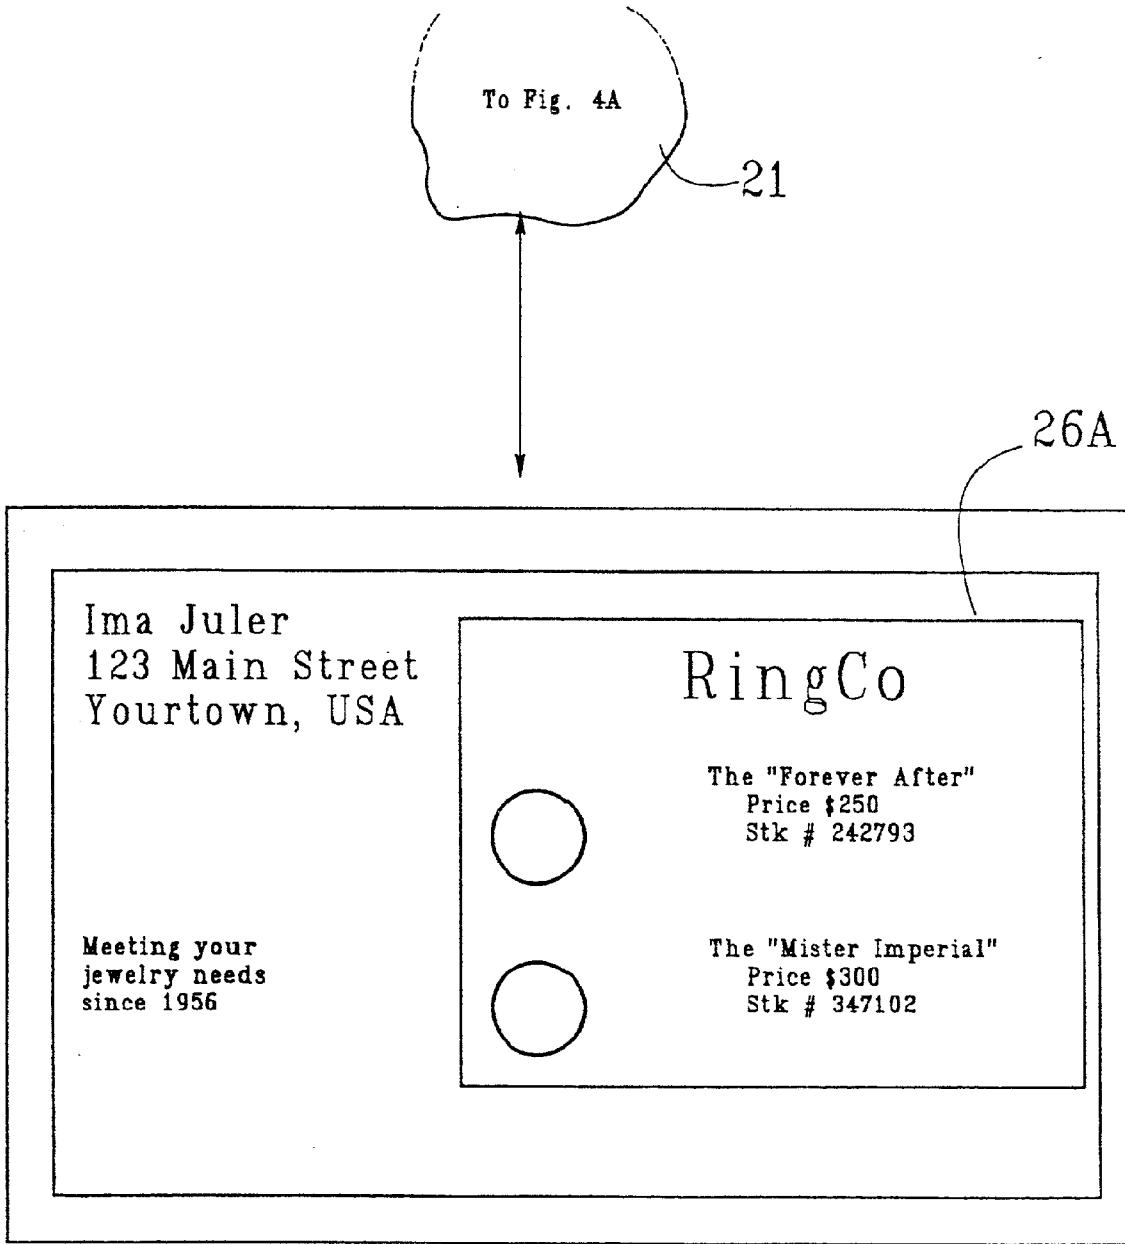 To Fig. 4A
21
26A
Ima Juler
123 Main Street
Yourtown, USA
RingCo
The "Forever After"
Price $250
Stk # 242793
Meeting your
jewelry needs
since 1956
The "Mister Imperial"
Price $300
Stk # 347102